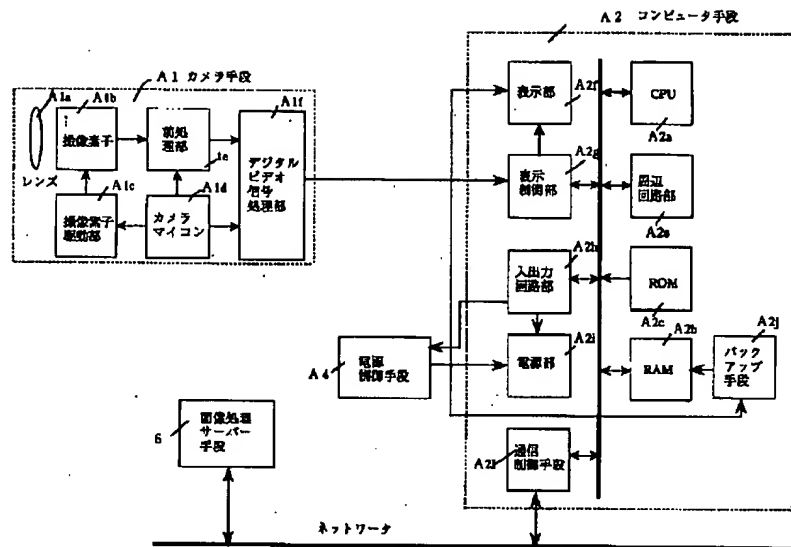 A2 コンピュータ手段
A1 カメラ手段
A1a
A1b
A1f
撮像素子
前処
理部
1e
レンズ
A1c
A1d
撮像素子
駆動部
カメラ
マイコン
デジタル
ビデオ
信号
処理部
表示部
A2f
CPU
A2a
表示
制御部
A2g
周辺
回路部
A2e
入出力
回路部
A2h
ROM
A2c
電源部
A2i
A2b
RAM
A2j
バック
アップ
手段
A4
電源
制御手段
6
画像処理
サーバー
手段
通信
制御手段
ネットワータ